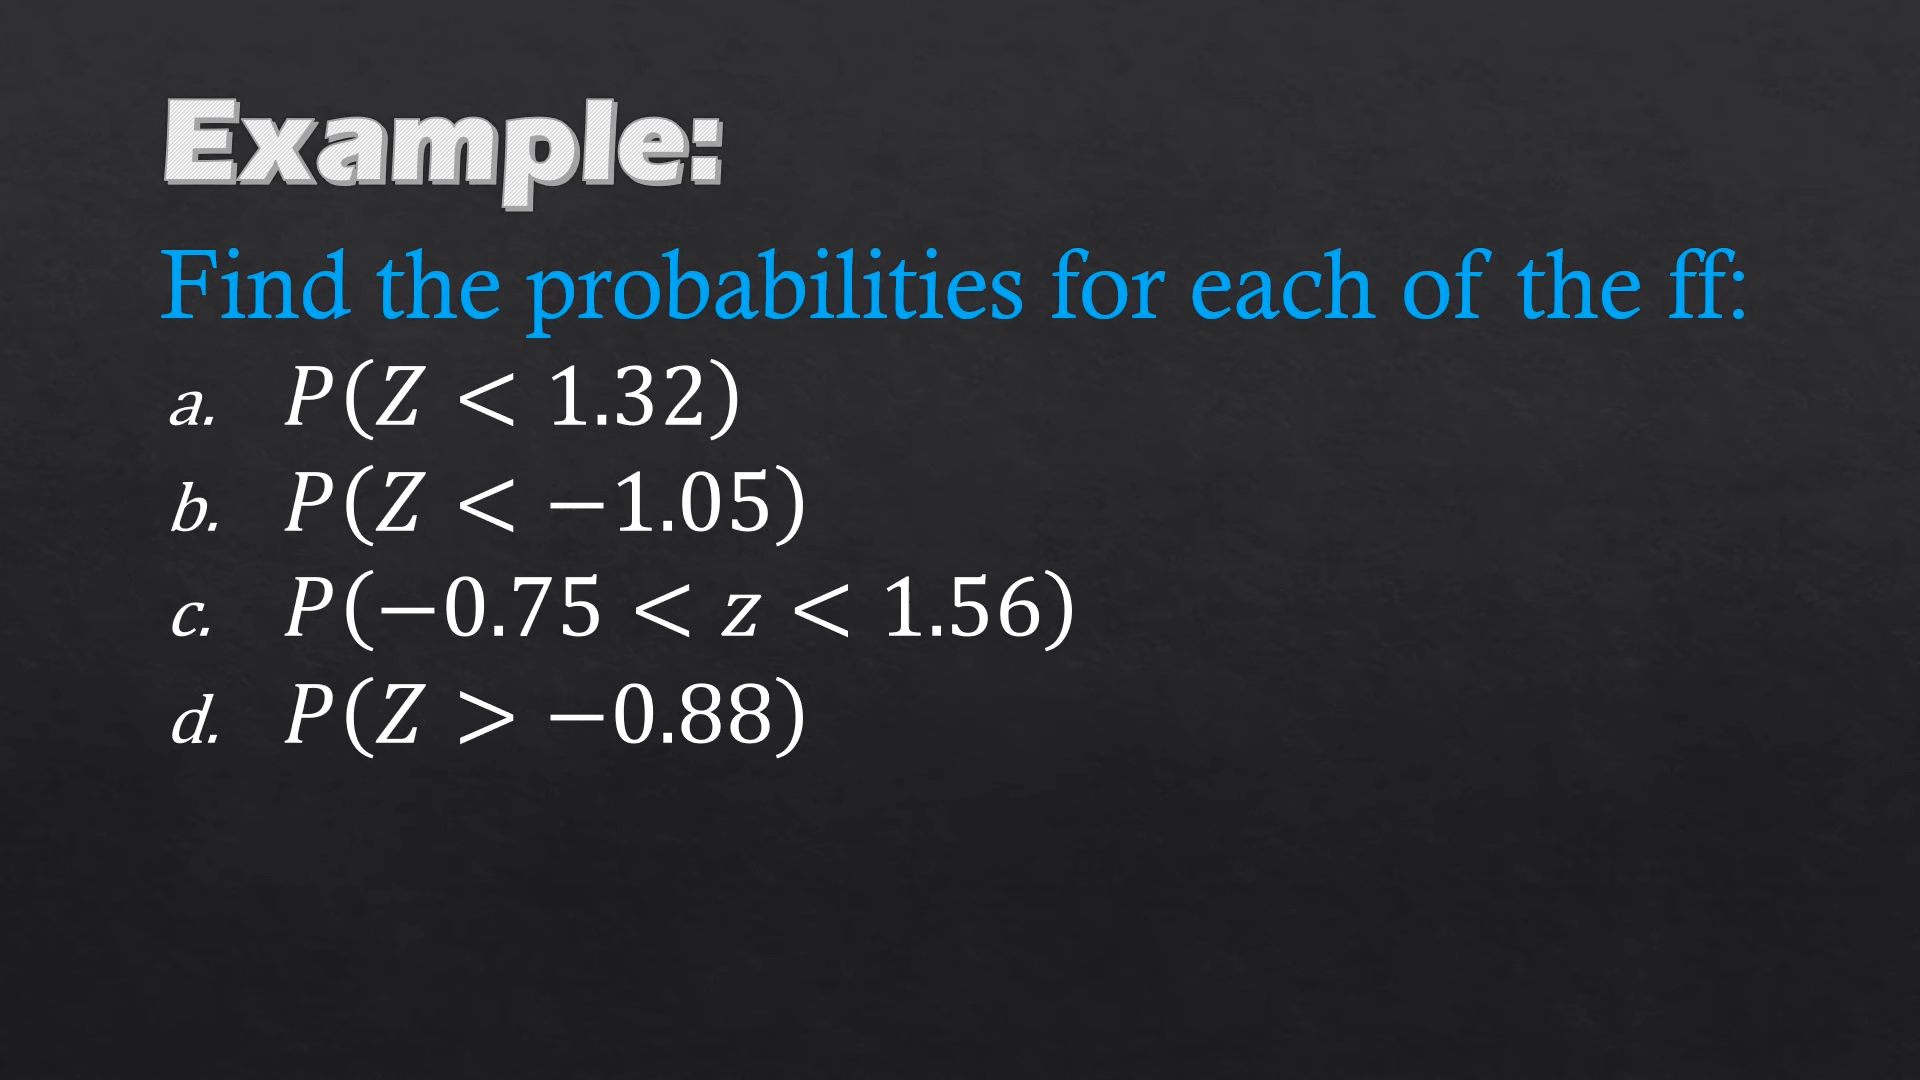 Example:
Find the probabilities for each of the ff:
a. P(Z < 1.32)
b. P(Z < −1.05)
c. P(−0.75 < z < 1.56)
d. P(Z > −0.88)